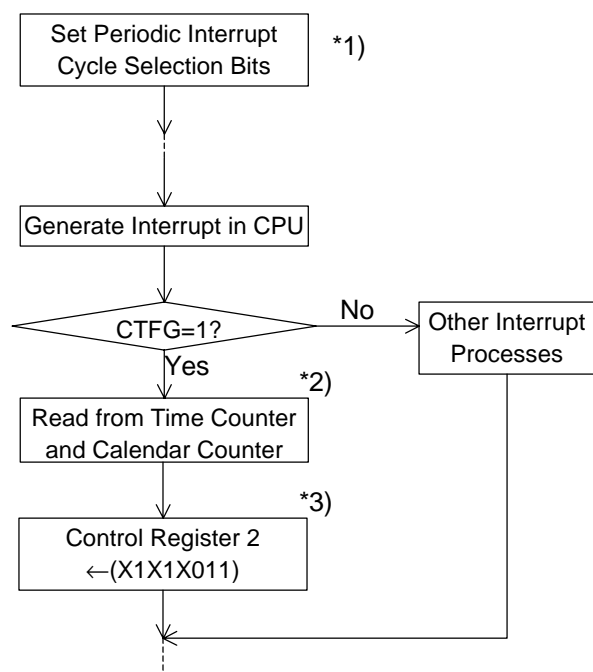 Set Periodic Interrupt
Cycle Selection Bits
*1)
Generate Interrupt in CPU
CTFG=1?
No
Other Interrupt
Processes
Yes
*2)
Read from Time Counter
and Calendar Counter
*3)
Control Register 2
←(X1X1X011)